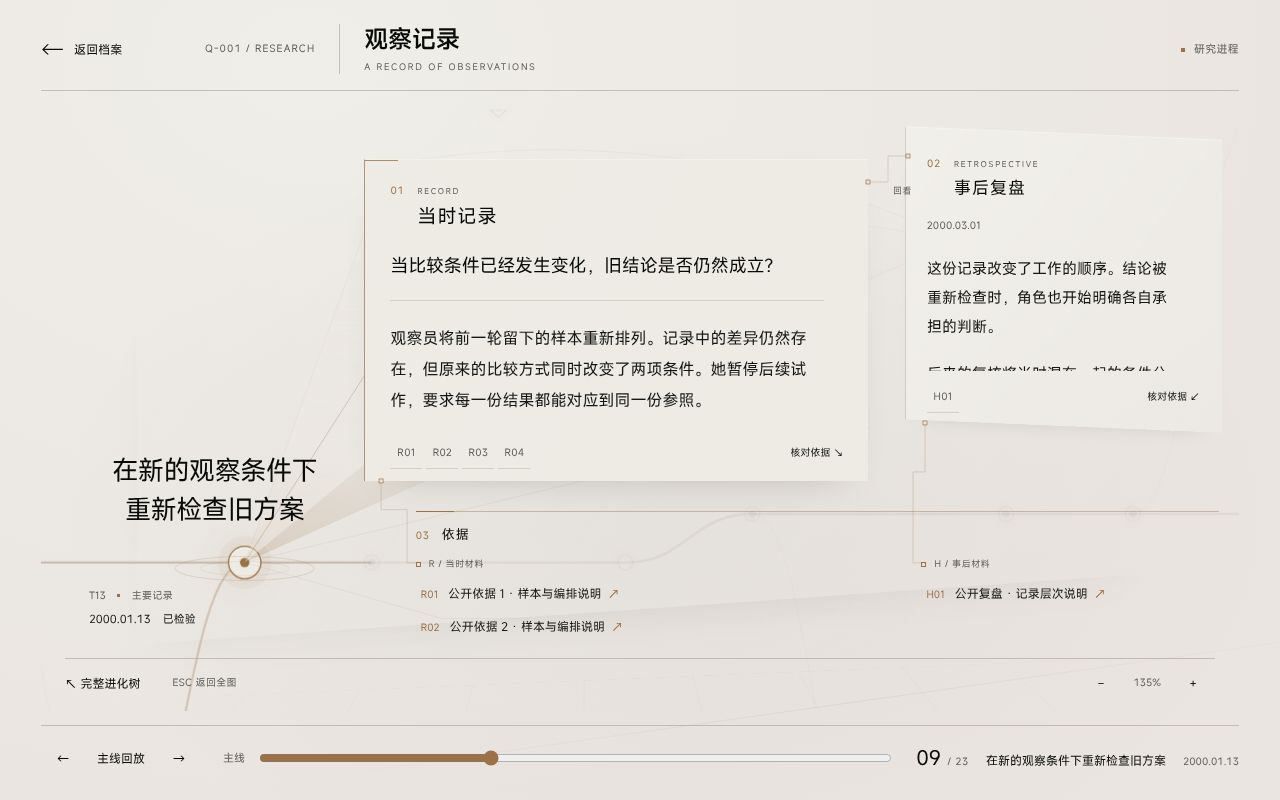 ← 返回档案
Q-001 / RESEARCH
观察记录
A RECORD OF OBSERVATIONS
研究进程
01 RECORD
当时记录
当比较条件已经发生变化，旧结论是否仍然成立？
观察员将前一轮留下的样本重新排列。记录中的差异仍然存
在，但原来的比较方式同时改变了两项条件。她暂停后续试
作，要求每一份结果都能对应到同一份参照。
R01 R02 R03 R04
核对依据 ↘
回看
02 RETROSPECTIVE
事后复盘
2000.03.01
这份记录改变了工作的顺序。结论被
重新检查时，角色也开始明确各自承
担的判断。
H01
核对依据 ↙
在新的观察条件下
重新检查旧方案
T13 主要记录
2000.01.13 已检验
03 依据
R / 当时材料
R01 公开依据 1 · 样本与编排说明 ↗
R02 公开依据 2 · 样本与编排说明 ↗
H / 事后材料
H01 公开复盘 · 记录层次说明 ↗
↖ 完整进化树
ESC 返回全图
− 135% +
← 主线回放 →
主线
09 / 23 在新的观察条件下重新检查旧方案 2000.01.13